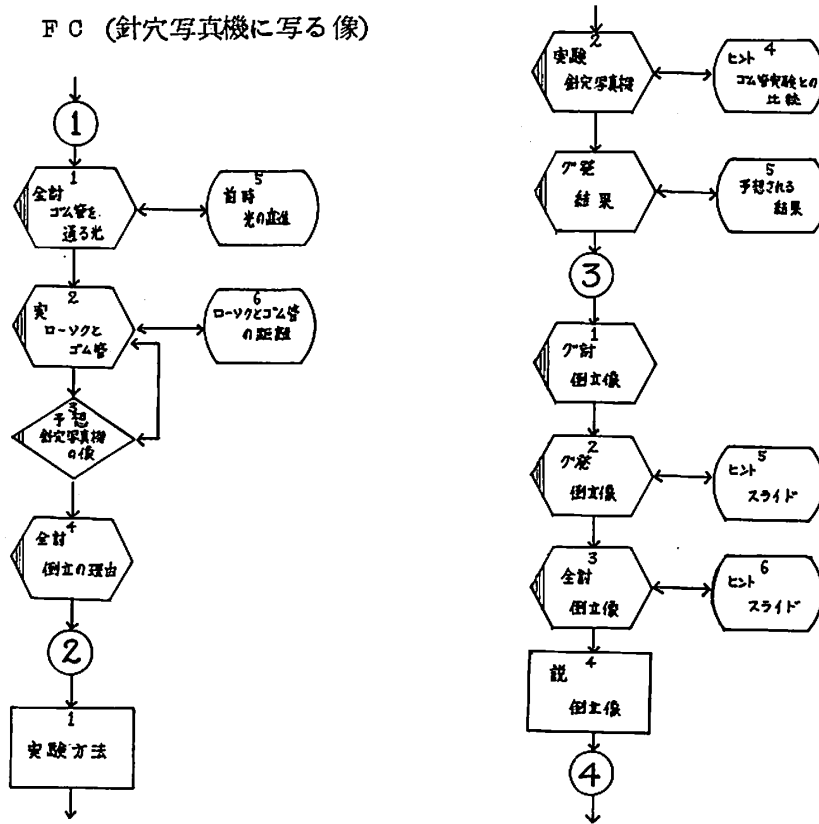 FC (針穴写真機に写る像)
①
1
全討
ゴム管を
通る光
5
前時
光の直進
2
実
ローソクと
ゴム管
6
ローソクとゴム管
の距離
3
予想
針穴写真機
の像
4
全討
倒立の理由
②
1
実験方法
2
実験
針穴写真機
4
ヒント
ゴム管実験との
比較
グ発
結果
5
予想される
結果
③
1
グ討
倒立像
2
グ発
倒立像
5
ヒント
スライド
3
全討
倒立像
6
ヒント
スライド
4
説
倒立像
④